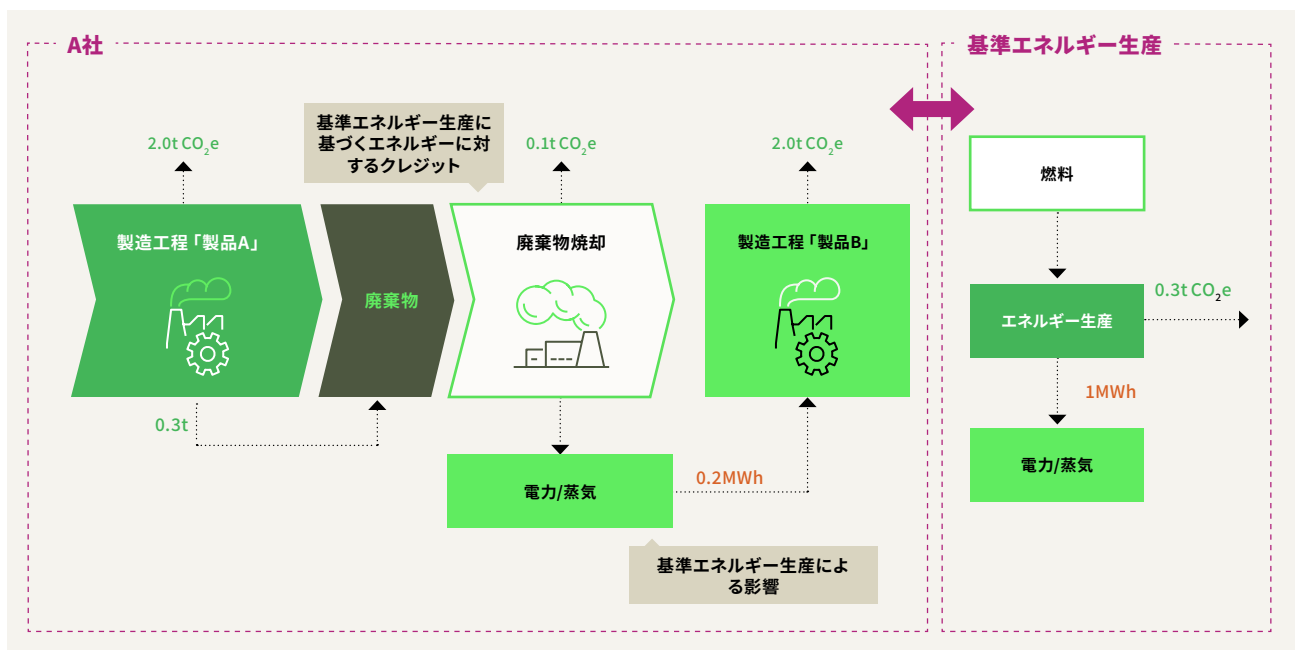 A社
基準エネルギー生産
基準エネルギー生産に
基づくエネルギーに対
するクレジット
2.0t CO₂e
0.1t CO₂e
2.0t CO₂e
燃料
製造工程「製品A」
廃棄物
廃棄物焼却
製造工程「製品B」
0.3t CO₂e
エネルギー生産
1MWh
0.3t
電力/蒸気
0.2MWh
電力/蒸気
基準エネルギー生産によ
る影響